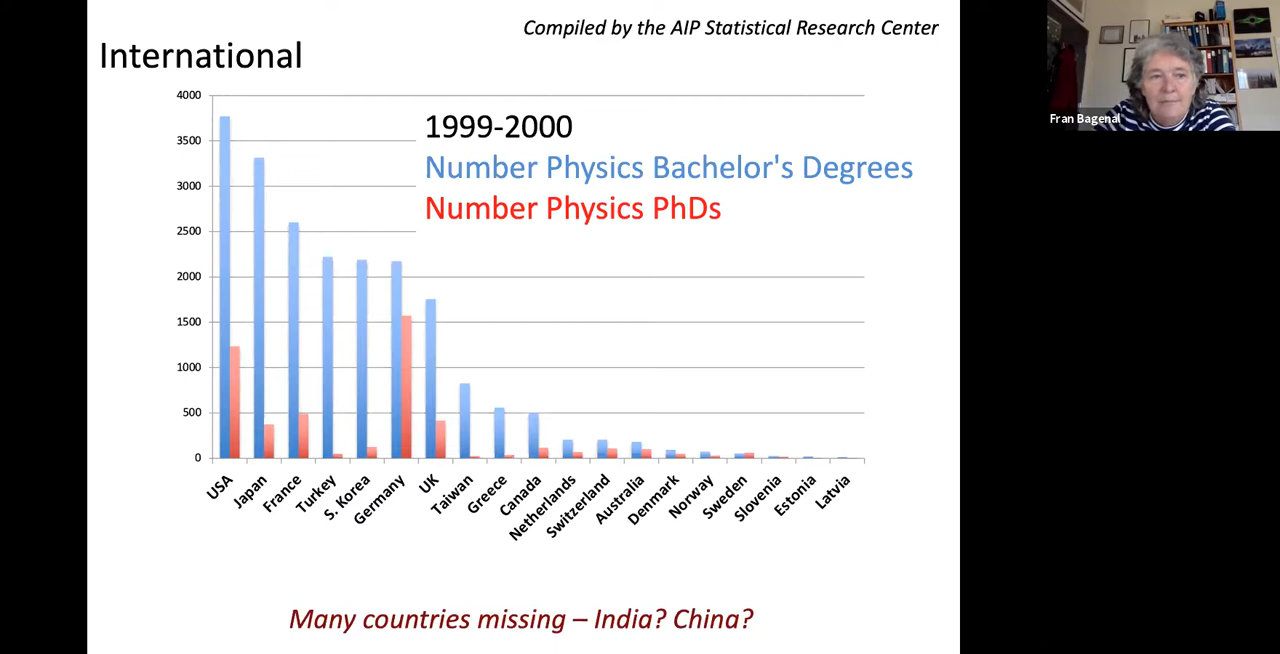 Compiled by the AIP Statistical Research Center
International
4000
3500
3000
2500
2000
1500
1000
500
0
1999-2000
Number Physics Bachelor's Degrees
Number Physics PhDs
USA
Japan
France
Turkey
S. Korea
Germany
UK
Taiwan
Greece
Canada
Netherlands
Switzerland
Australia
Denmark
Norway
Sweden
Slovenia
Estonia
Latvia
Many countries missing – India? China?
Fran Bagenal